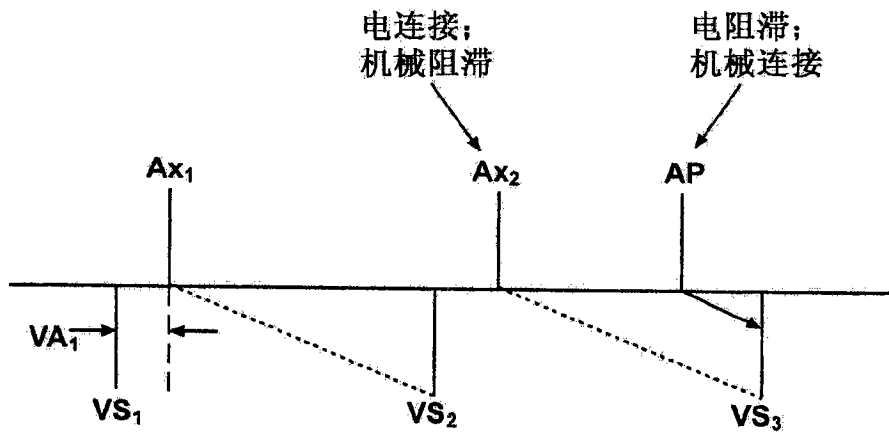 电连接；
机械阻滞
电阻滞；
机械连接
Ax₁
Ax₂
AP
VA₁
VS₁
VS₂
VS₃